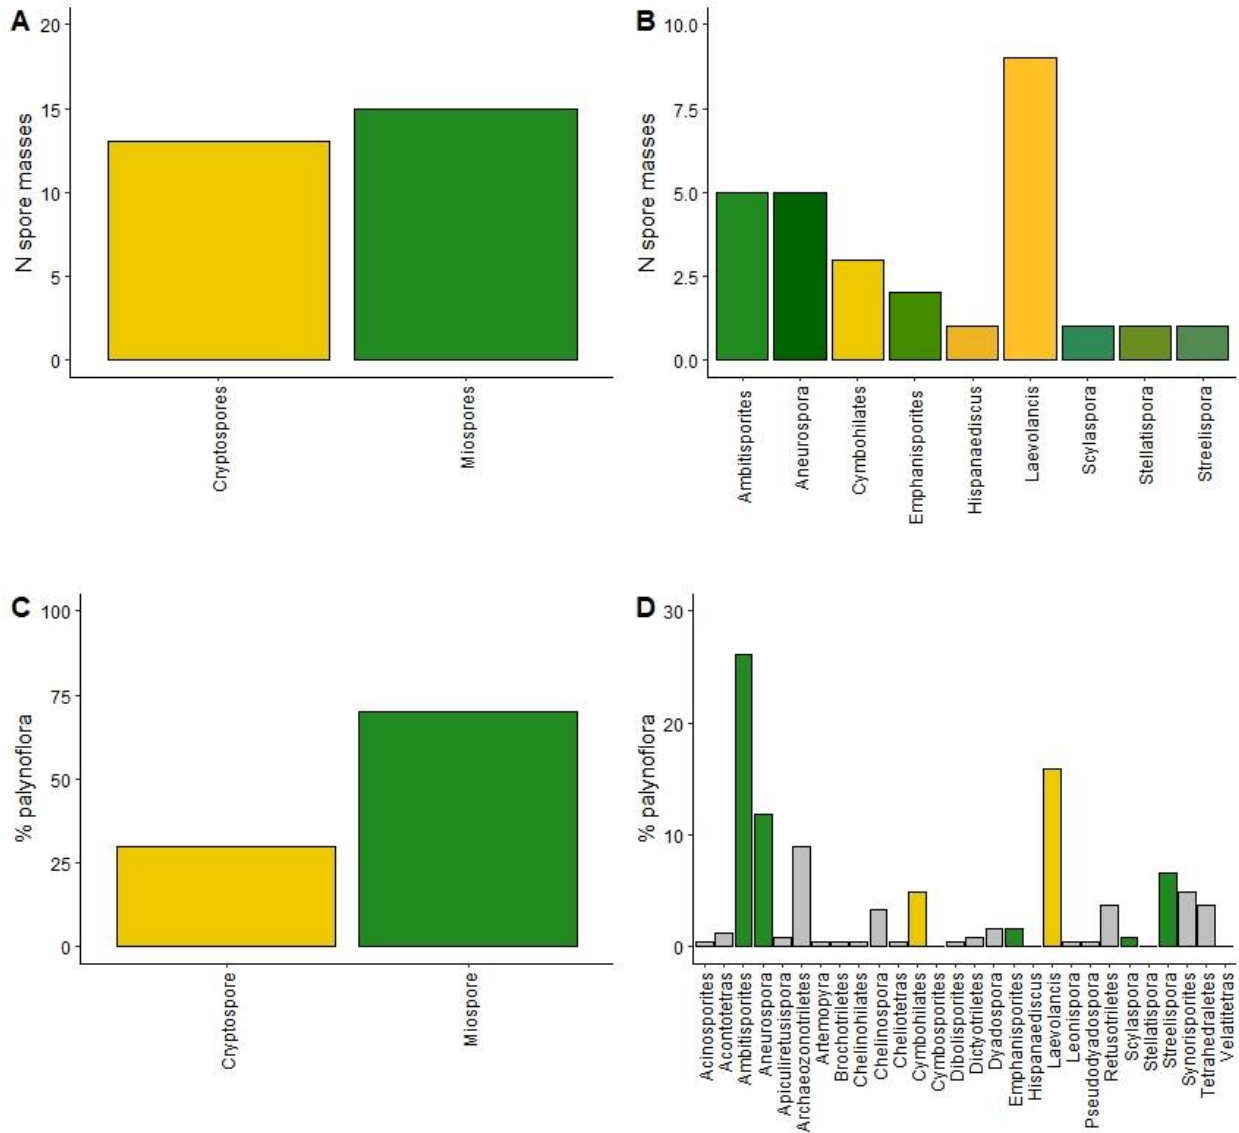 A
N spore masses
20
15
10
5
0
Cryptospores
Miospores
B
N spore masses
10.0
7.5
5.0
2.5
0.0
Ambitisporites
Aneurospora
Cymbohilates
Emphanisporites
Hispanaediscus
Laevolancis
Scylaspora
Stellatispora
Streelispora
C
% palynoflora
100
75
50
25
0
Cryptospore
Miospore
D
% palynoflora
30
20
10
0
Acinosporites
Acontotetras
Ambitisporites
Aneurospora
Apiculiretusispora
Archaeozonotriletes
Artemopyra
Brochotriletes
Chelinohilates
Chelinospora
Cheliotetras
Cymbohilates
Cymbosporites
Dibolisporites
Dictyotriletes
Dyadospora
Emphanisporites
Hispanaediscus
Laevolancis
Leonispora
Pseudodyadospora
Retusotriletes
Scylaspora
Stellatispora
Streelispora
Synorisporites
Tetrahedraletes
Velatitetras